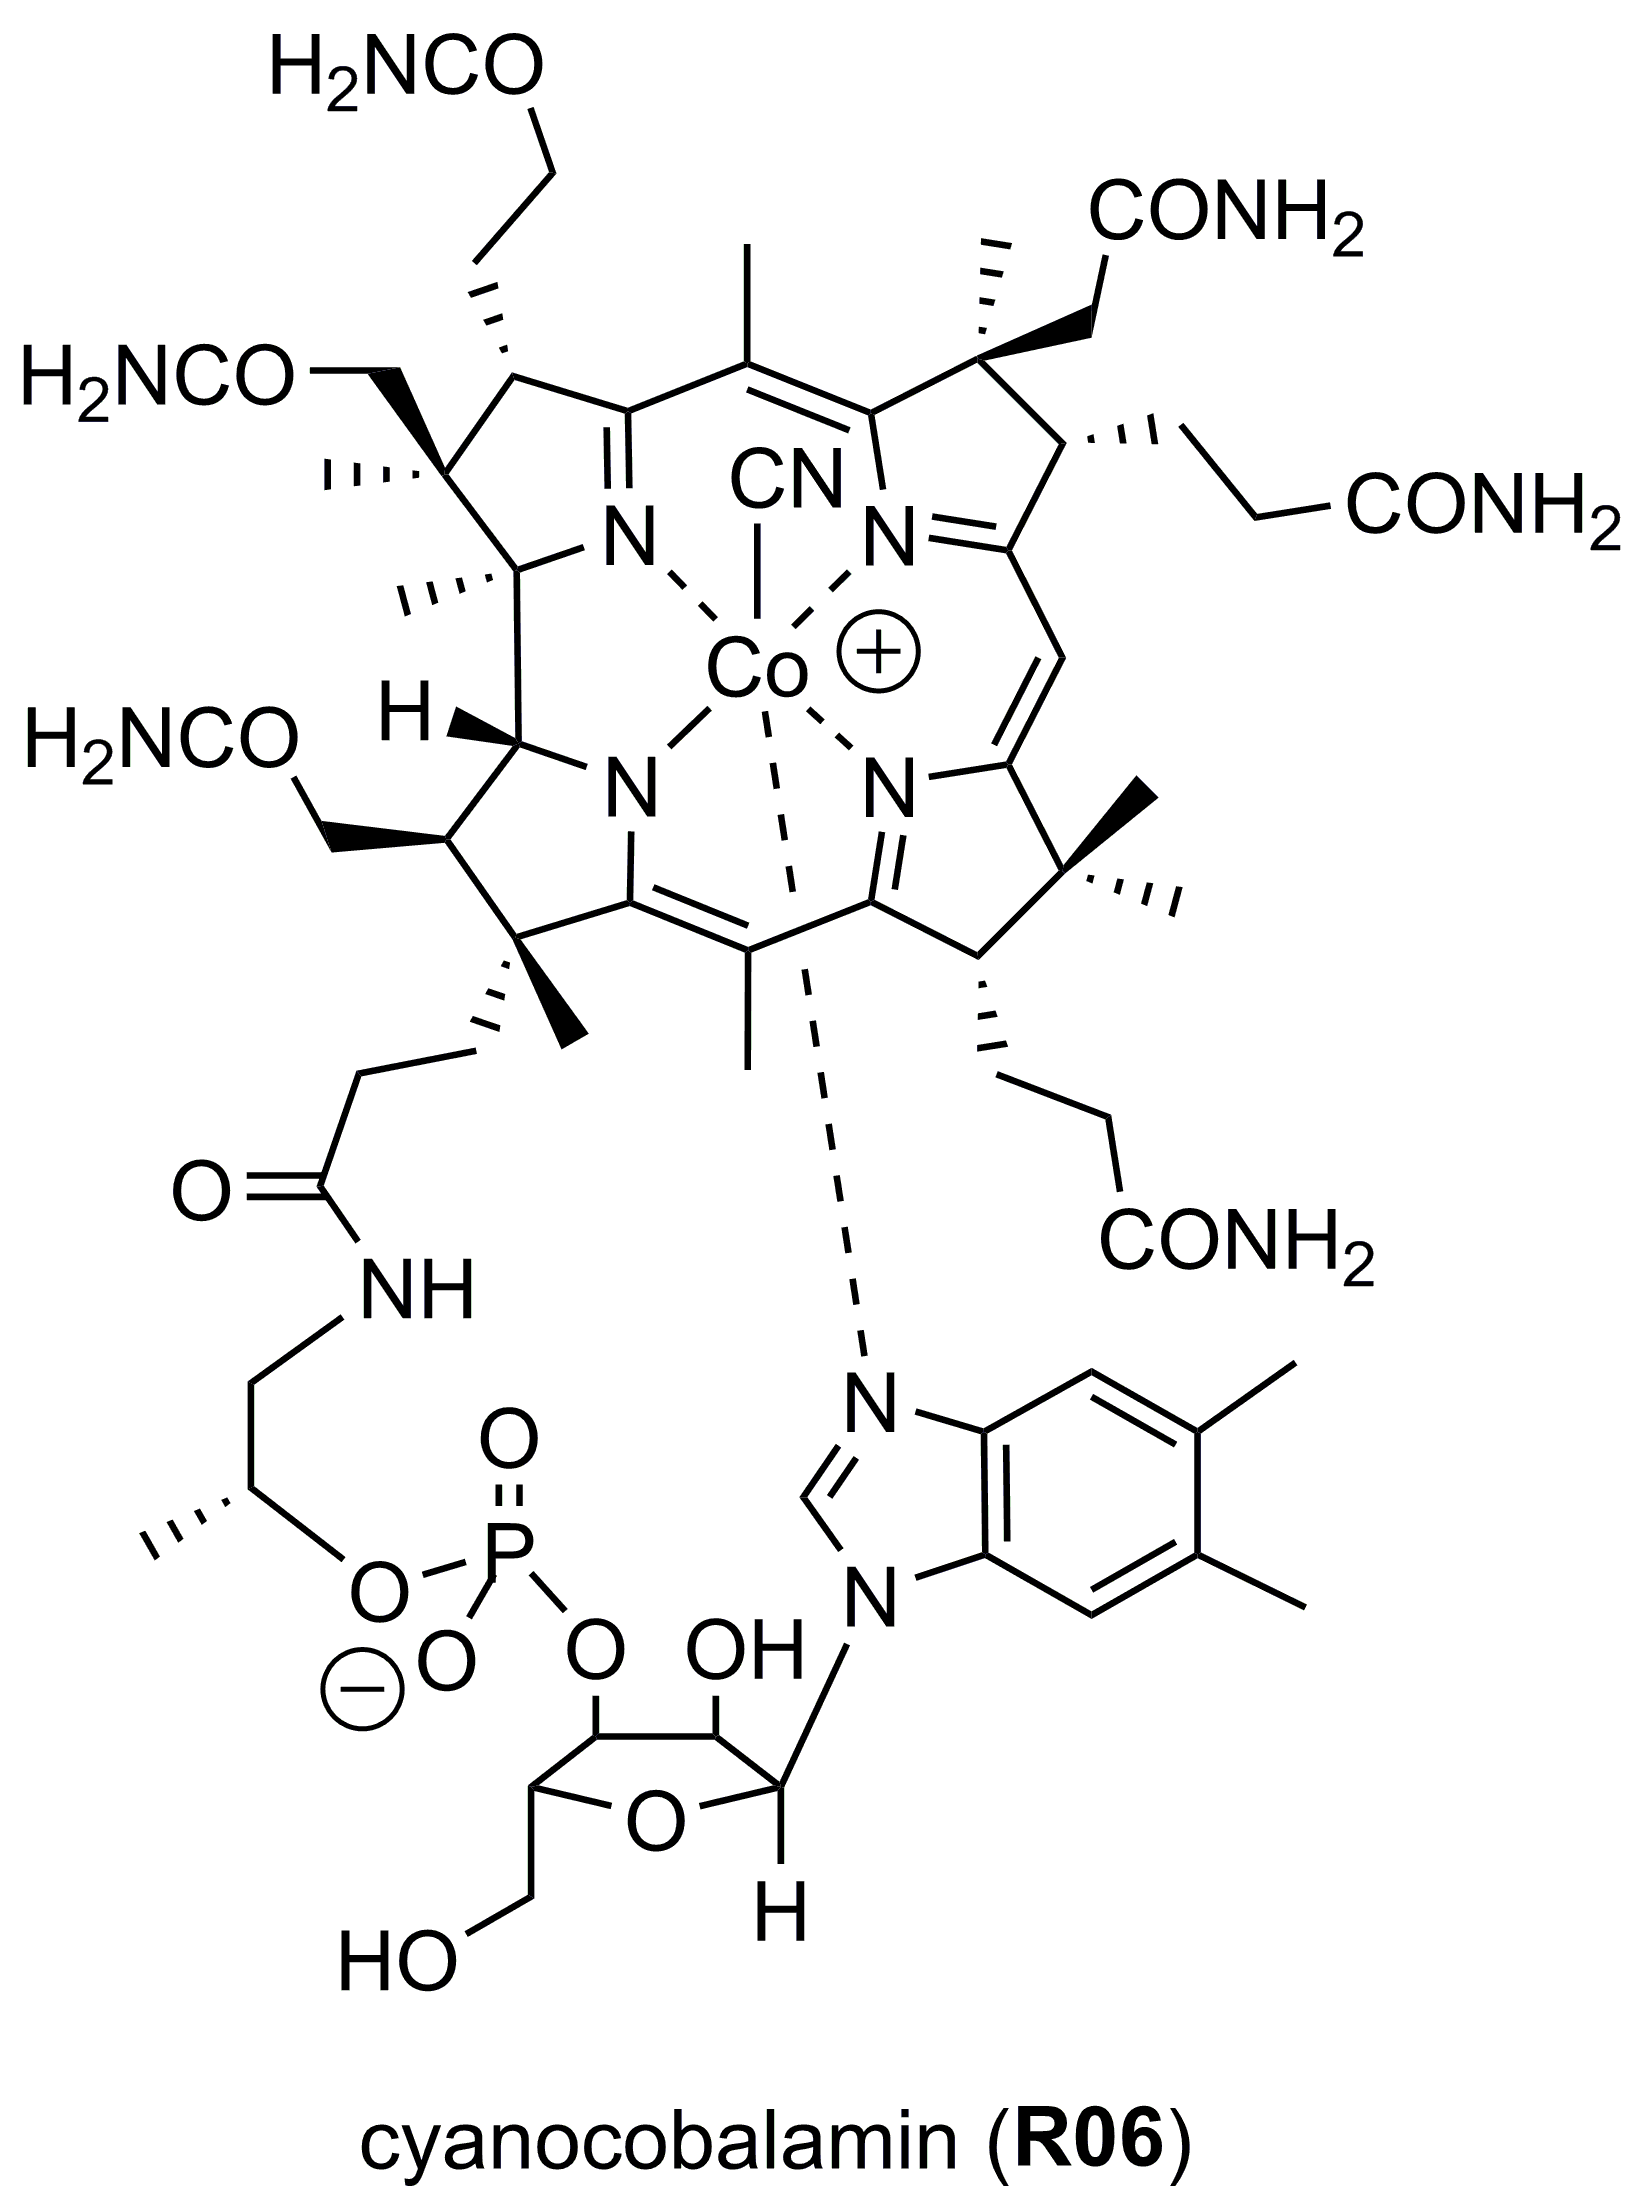 H2NCO
CONH2
H2NCO
CN
CONH2
N
N
Co
+
H
H2NCO
N
N
O
CONH2
NH
N
O
P
O
N
O
O
OH
−
O
H
HO
cyanocobalamin (R06)